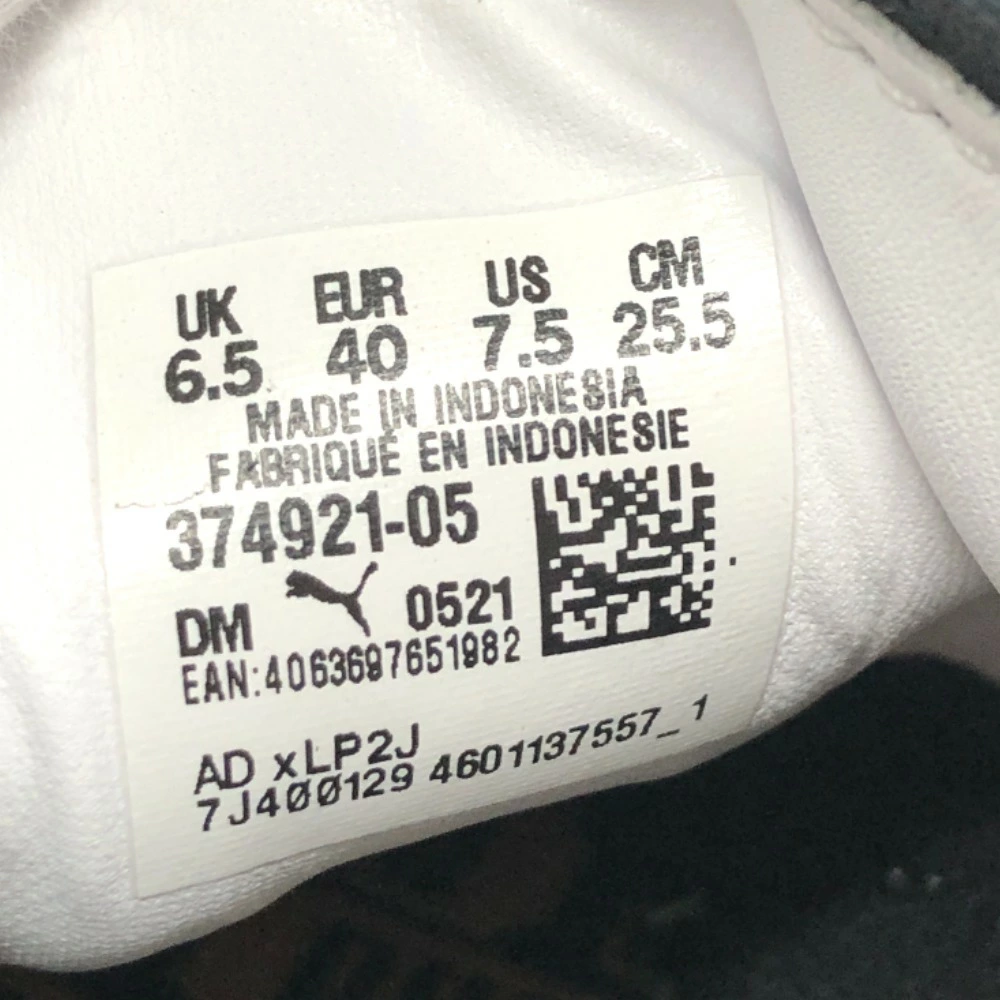 UK EUR US CM
6.5 40 7.5 25.5
MADE IN INDONESIA
FABRIQUÉ EN INDONESIE
374921-05
DM 0521
EAN:4063697651982
AD xLP2J
7J4ØØ129 4601137557_1